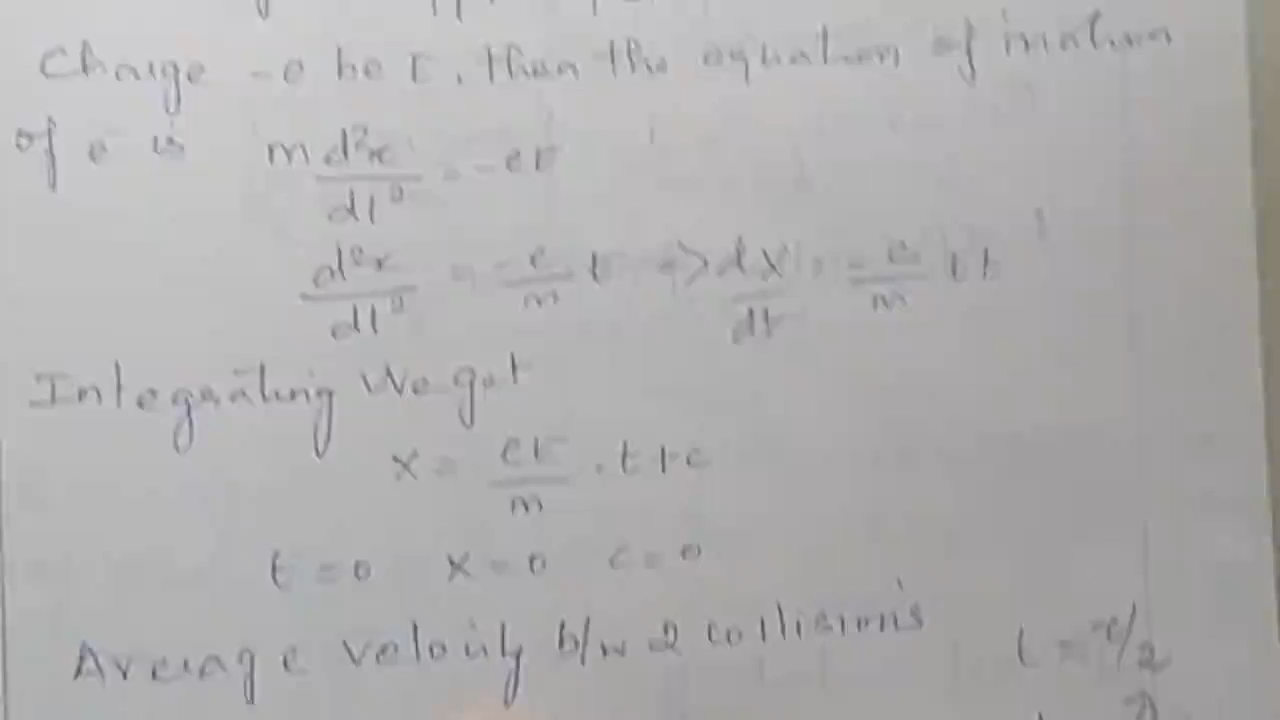 Charge -e be E, then the equation of motion
of e is m d²x/dt² = -eE
d²x/dt² = -e/m E => dx/dt = -e/m Et
Integrating We get
x = eE/m . t + c
t = 0 x = 0 c = 0
Average velocity b/w 2 collisions
t = τ/2